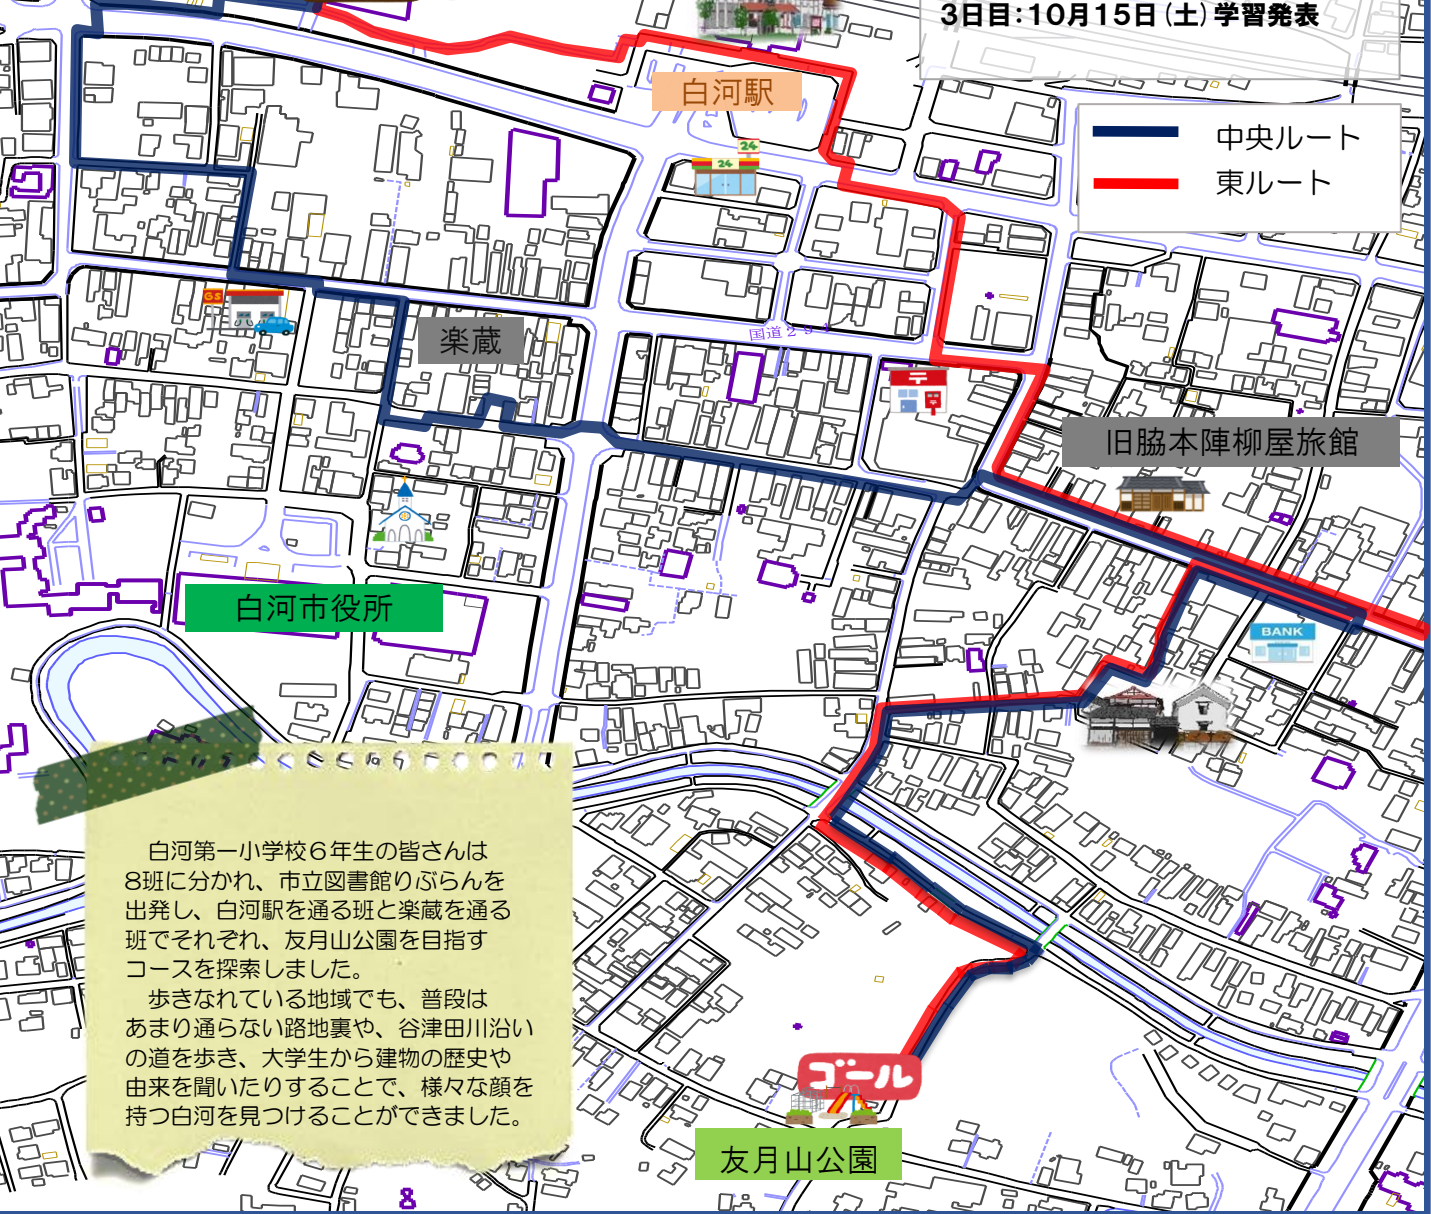 3日目：10月15日（土）学習発表
白河駅
中央ルート
東ルート
24
24
GS
楽蔵
国道２９４
〒
旧脇本陣柳屋旅館
白河市役所
BANK
白河第一小学校６年生の皆さんは
8班に分かれ、市立図書館りぶらんを
出発し、白河駅を通る班と楽蔵を通る
班でそれぞれ、友月山公園を目指す
コースを探索しました。
歩きなれている地域でも、普段は
あまり通らない路地裏や、谷津田川沿い
の道を歩き、大学生から建物の歴史や
由来を聞いたりすることで、様々な顔を
持つ白河を見つけることができました。
ゴール
友月山公園